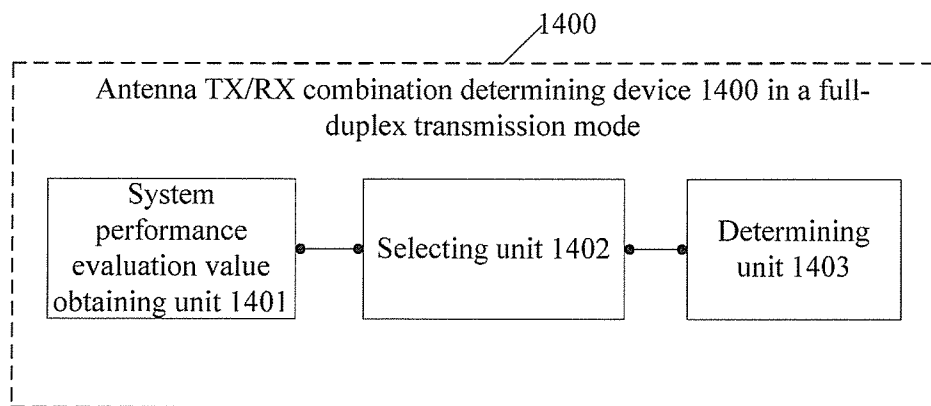 1400
Antenna TX/RX combination determining device 1400 in a full-
duplex transmission mode
System
performance
evaluation value
obtaining unit 1401
Selecting unit 1402
Determining
unit 1403